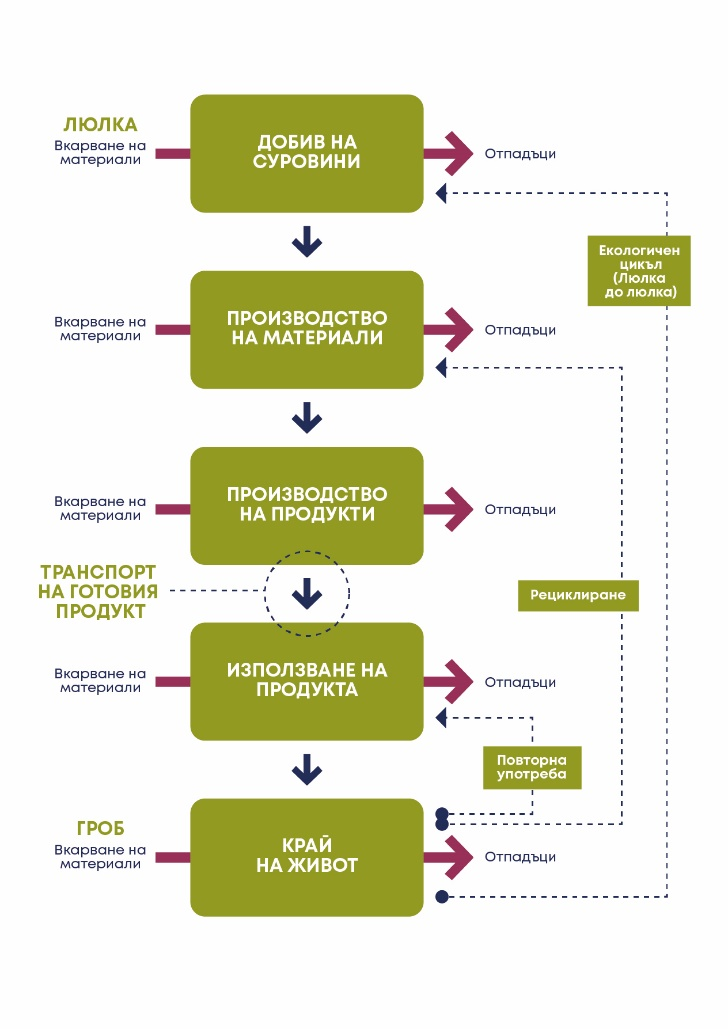 ЛЮЛКА
Вкарване на
материали
ДОБИВ НА
СУРОВИНИ
Отпадъци
Екологичен
цикъл
(Люлка
до люлка)
Вкарване на
материали
ПРОИЗВОДСТВО
НА МАТЕРИАЛИ
Отпадъци
Вкарване на
материали
ПРОИЗВОДСТВО
НА ПРОДУКТИ
Отпадъци
ТРАНСПОРТ
НА ГОТОВИЯ
ПРОДУКТ
Рециклиране
Вкарване на
материали
ИЗПОЛЗВАНЕ НА
ПРОДУКТА
Отпадъци
Повторна
употреба
ГРОБ
Вкарване на
материали
КРАЙ
НА ЖИВОТ
Отпадъци